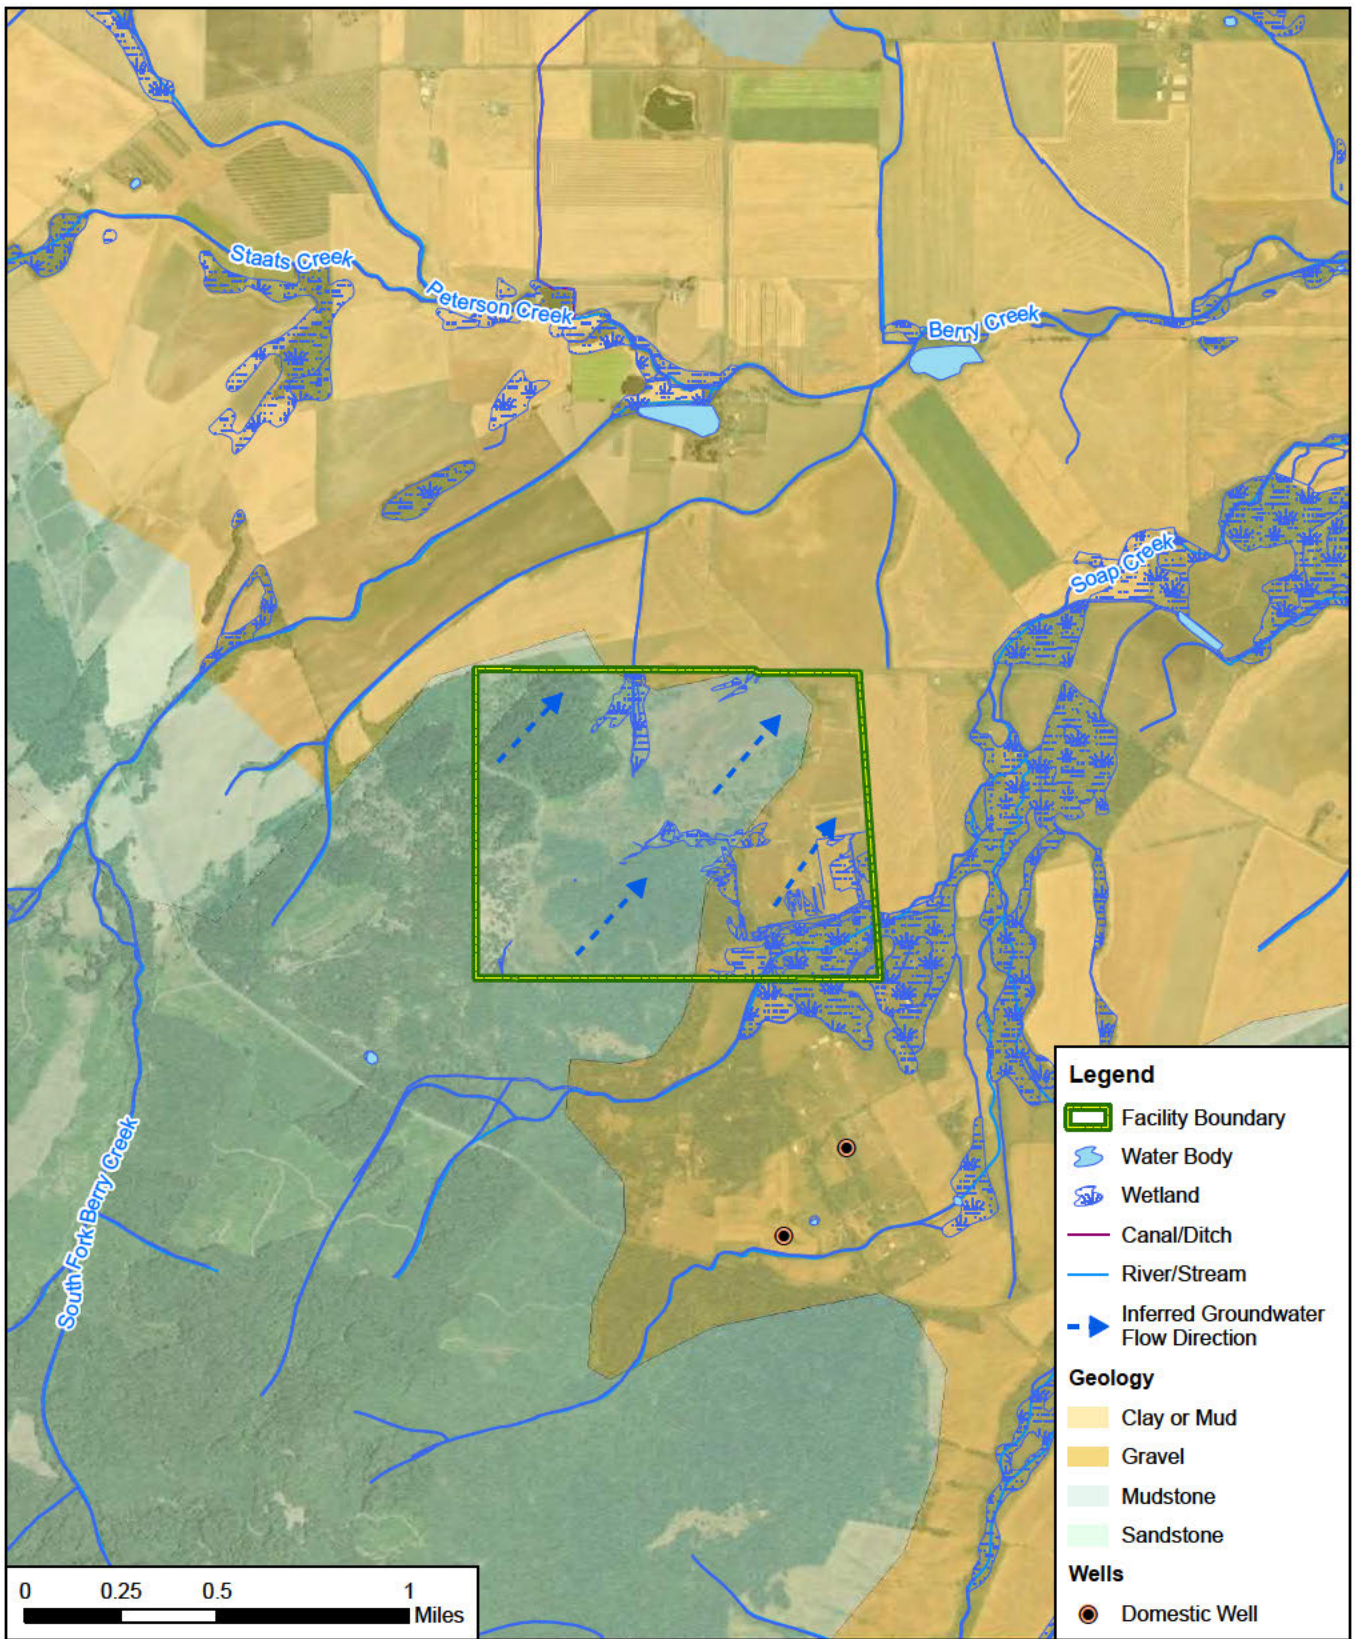 Staats Creek
Peterson Creek
Berry Creek
Soap Creek
South Fork Berry Creek
Legend
Facility Boundary
Water Body
Wetland
Canal/Ditch
River/Stream
Inferred Groundwater
Flow Direction
Geology
Clay or Mud
Gravel
Mudstone
Sandstone
Wells
Domestic Well
0 0.25 0.5 1
Miles